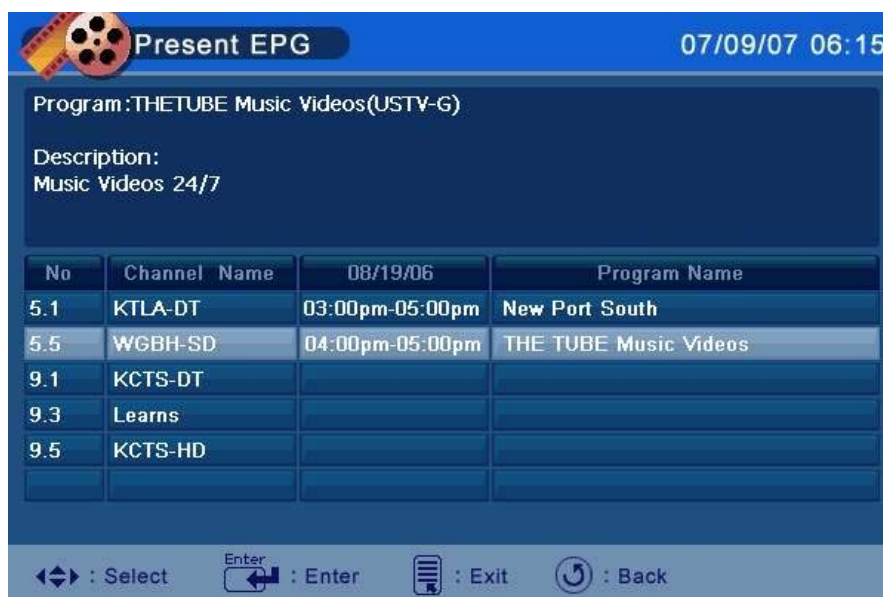 Present EPG 07/09/07 06:15
Program:THETUBE Music Videos(USTV-G)
Description:
Music Videos 24/7
No Channel Name 08/19/06 Program Name
5.1 KTLA-DT 03:00pm-05:00pm New Port South
5.5 WGBH-SD 04:00pm-05:00pm THE TUBE Music Videos
9.1 KCTS-DT
9.3 Learns
9.5 KCTS-HD
: Select Enter : Enter : Exit : Back